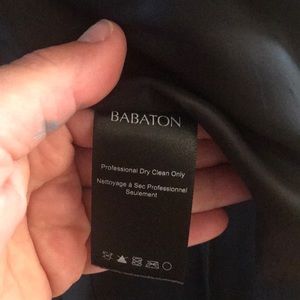 BABATON
Professional Dry Clean Only
Nettoyage à Sec Professionnel
Seulement